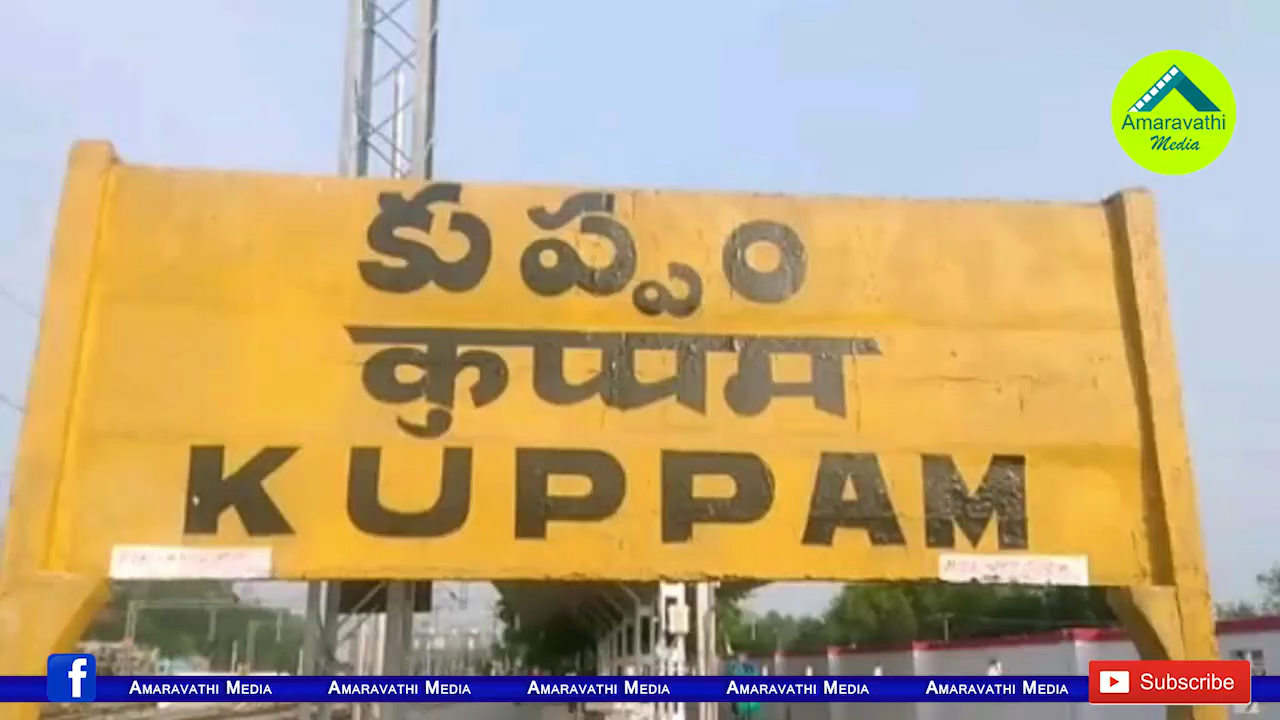 Amaravathi
Media
కుప్పం
कुप्पम
KUPPAM
f AMARAVATHI MEDIA AMARAVATHI MEDIA AMARAVATHI MEDIA AMARAVATHI MEDIA AMARAVATHI MEDIA Subscribe